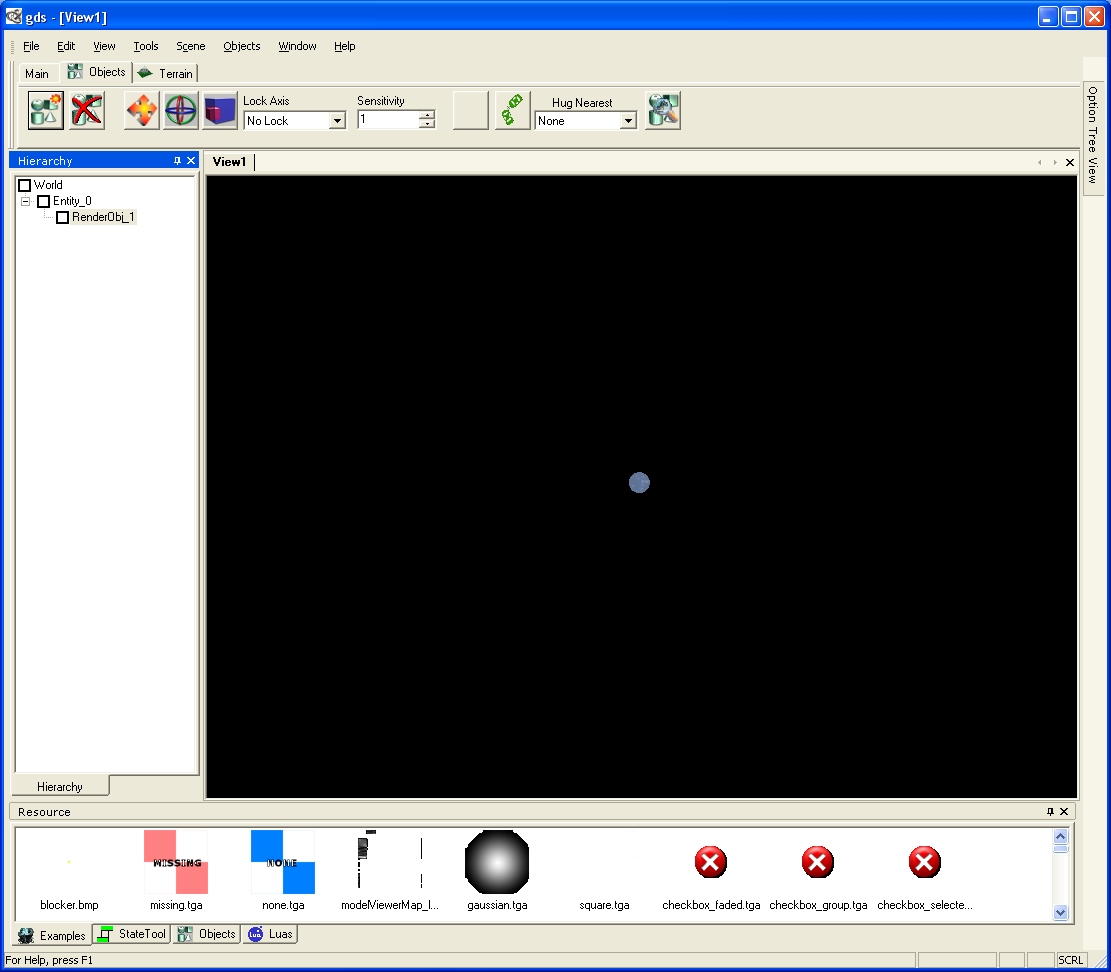 gds - [View1]
File Edit View Tools Scene Objects Window Help
Main Objects Terrain
Lock Axis
No Lock
Sensitivity
1
Hug Nearest
None
Option Tree View
Hierarchy
World
Entity_0
RenderObj_1
Hierarchy
View1
Resource
MISSING
NONE
blocker.bmp missing.tga none.tga modelViewerMap_l... gaussian.tga square.tga checkbox_faded.tga checkbox_group.tga checkbox_selecte...
Examples StateTool Objects Luas
For Help, press F1
SCRL